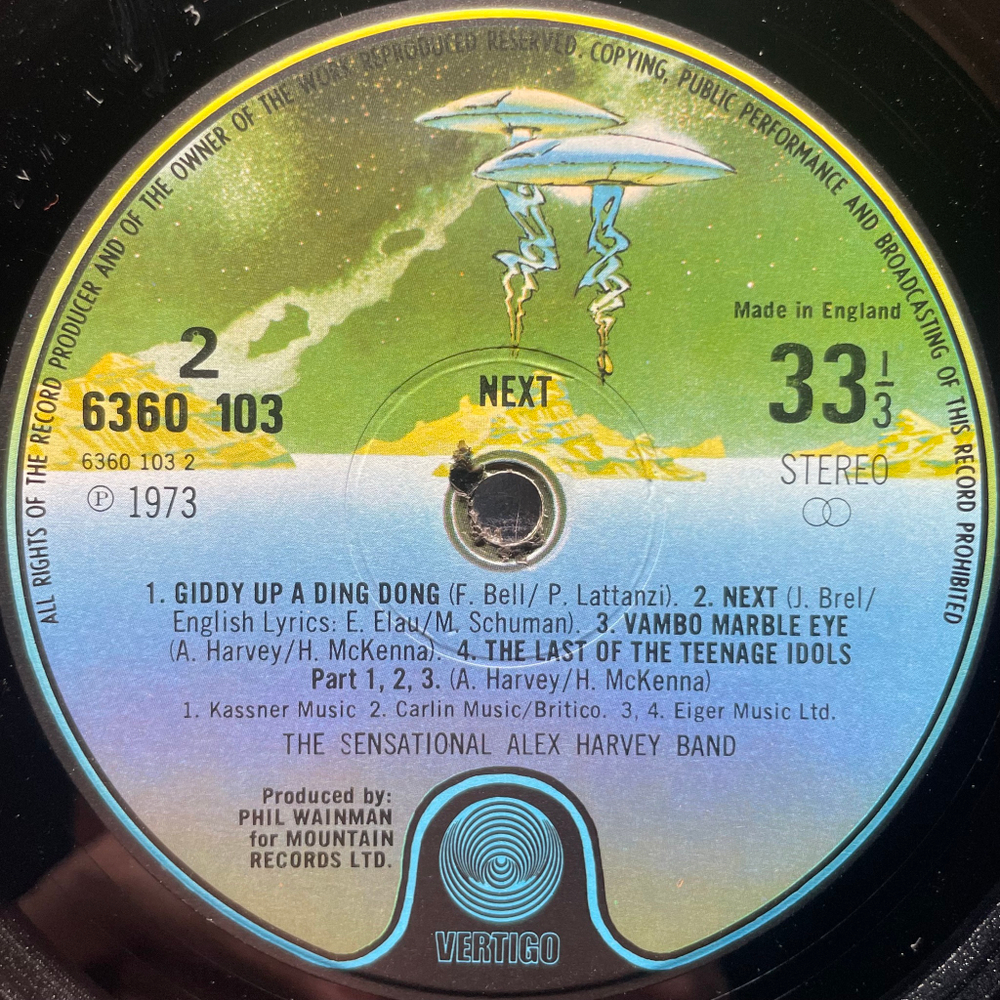 ALL RIGHTS OF THE RECORD PRODUCER AND OF THE OWNER OF THE WORK REPRODUCED RESERVED. COPYING, PUBLIC PERFORMANCE AND BROADCASTING OF THIS RECORD PROHIBITED
Made in England
2
6360 103
6360 103 2
℗ 1973
NEXT
33 1/3
STEREO
1. GIDDY UP A DING DONG (F. Bell/ P. Lattanzi). 2. NEXT (J. Brel/
English Lyrics: E. Elau/M. Schuman). 3. VAMBO MARBLE EYE
(A. Harvey/H. McKenna). 4. THE LAST OF THE TEENAGE IDOLS
Part 1, 2, 3. (A. Harvey/H. McKenna)
1. Kassner Music 2. Carlin Music/Britico. 3, 4. Eiger Music Ltd.
THE SENSATIONAL ALEX HARVEY BAND
Produced by:
PHIL WAINMAN
for MOUNTAIN
RECORDS LTD.
VERTIGO